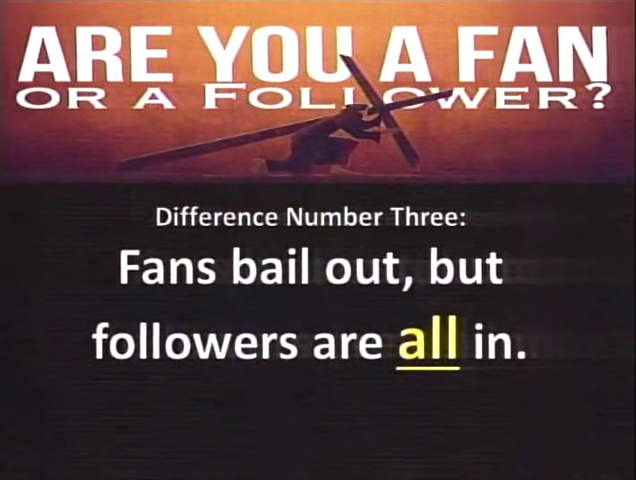 ARE YOU A FAN
OR A FOLLOWER?
Difference Number Three:
Fans bail out, but
followers are all in.